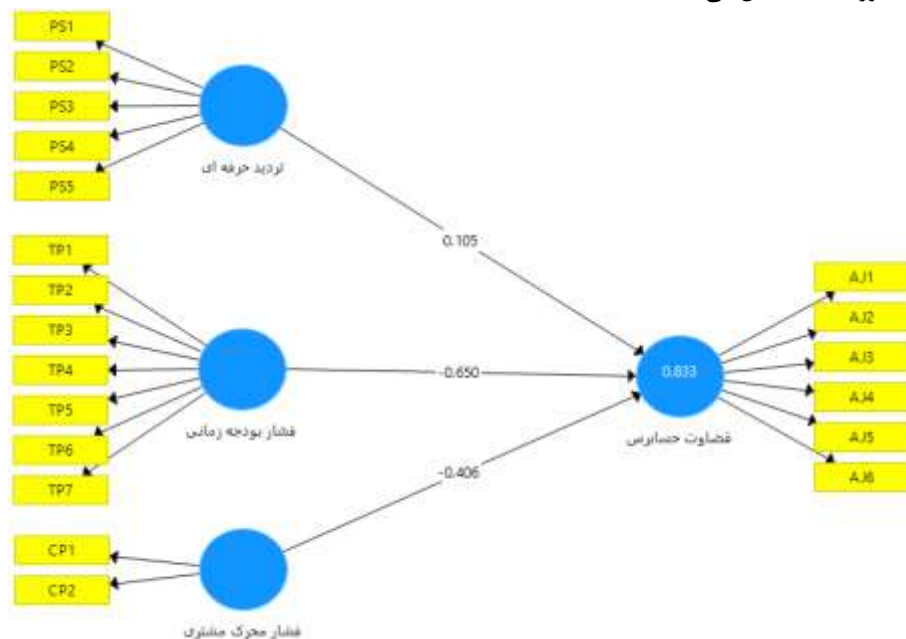 PS1
PS2
PS3
PS4
PS5
تردید حرفه ای
0.105
TP1
TP2
TP3
TP4
TP5
TP6
TP7
فشار بودجه زمانی
-0.650
CP1
CP2
فشار محرک مشتری
-0.406
0.833
قضاوت حسابرس
AJ1
AJ2
AJ3
AJ4
AJ5
AJ6